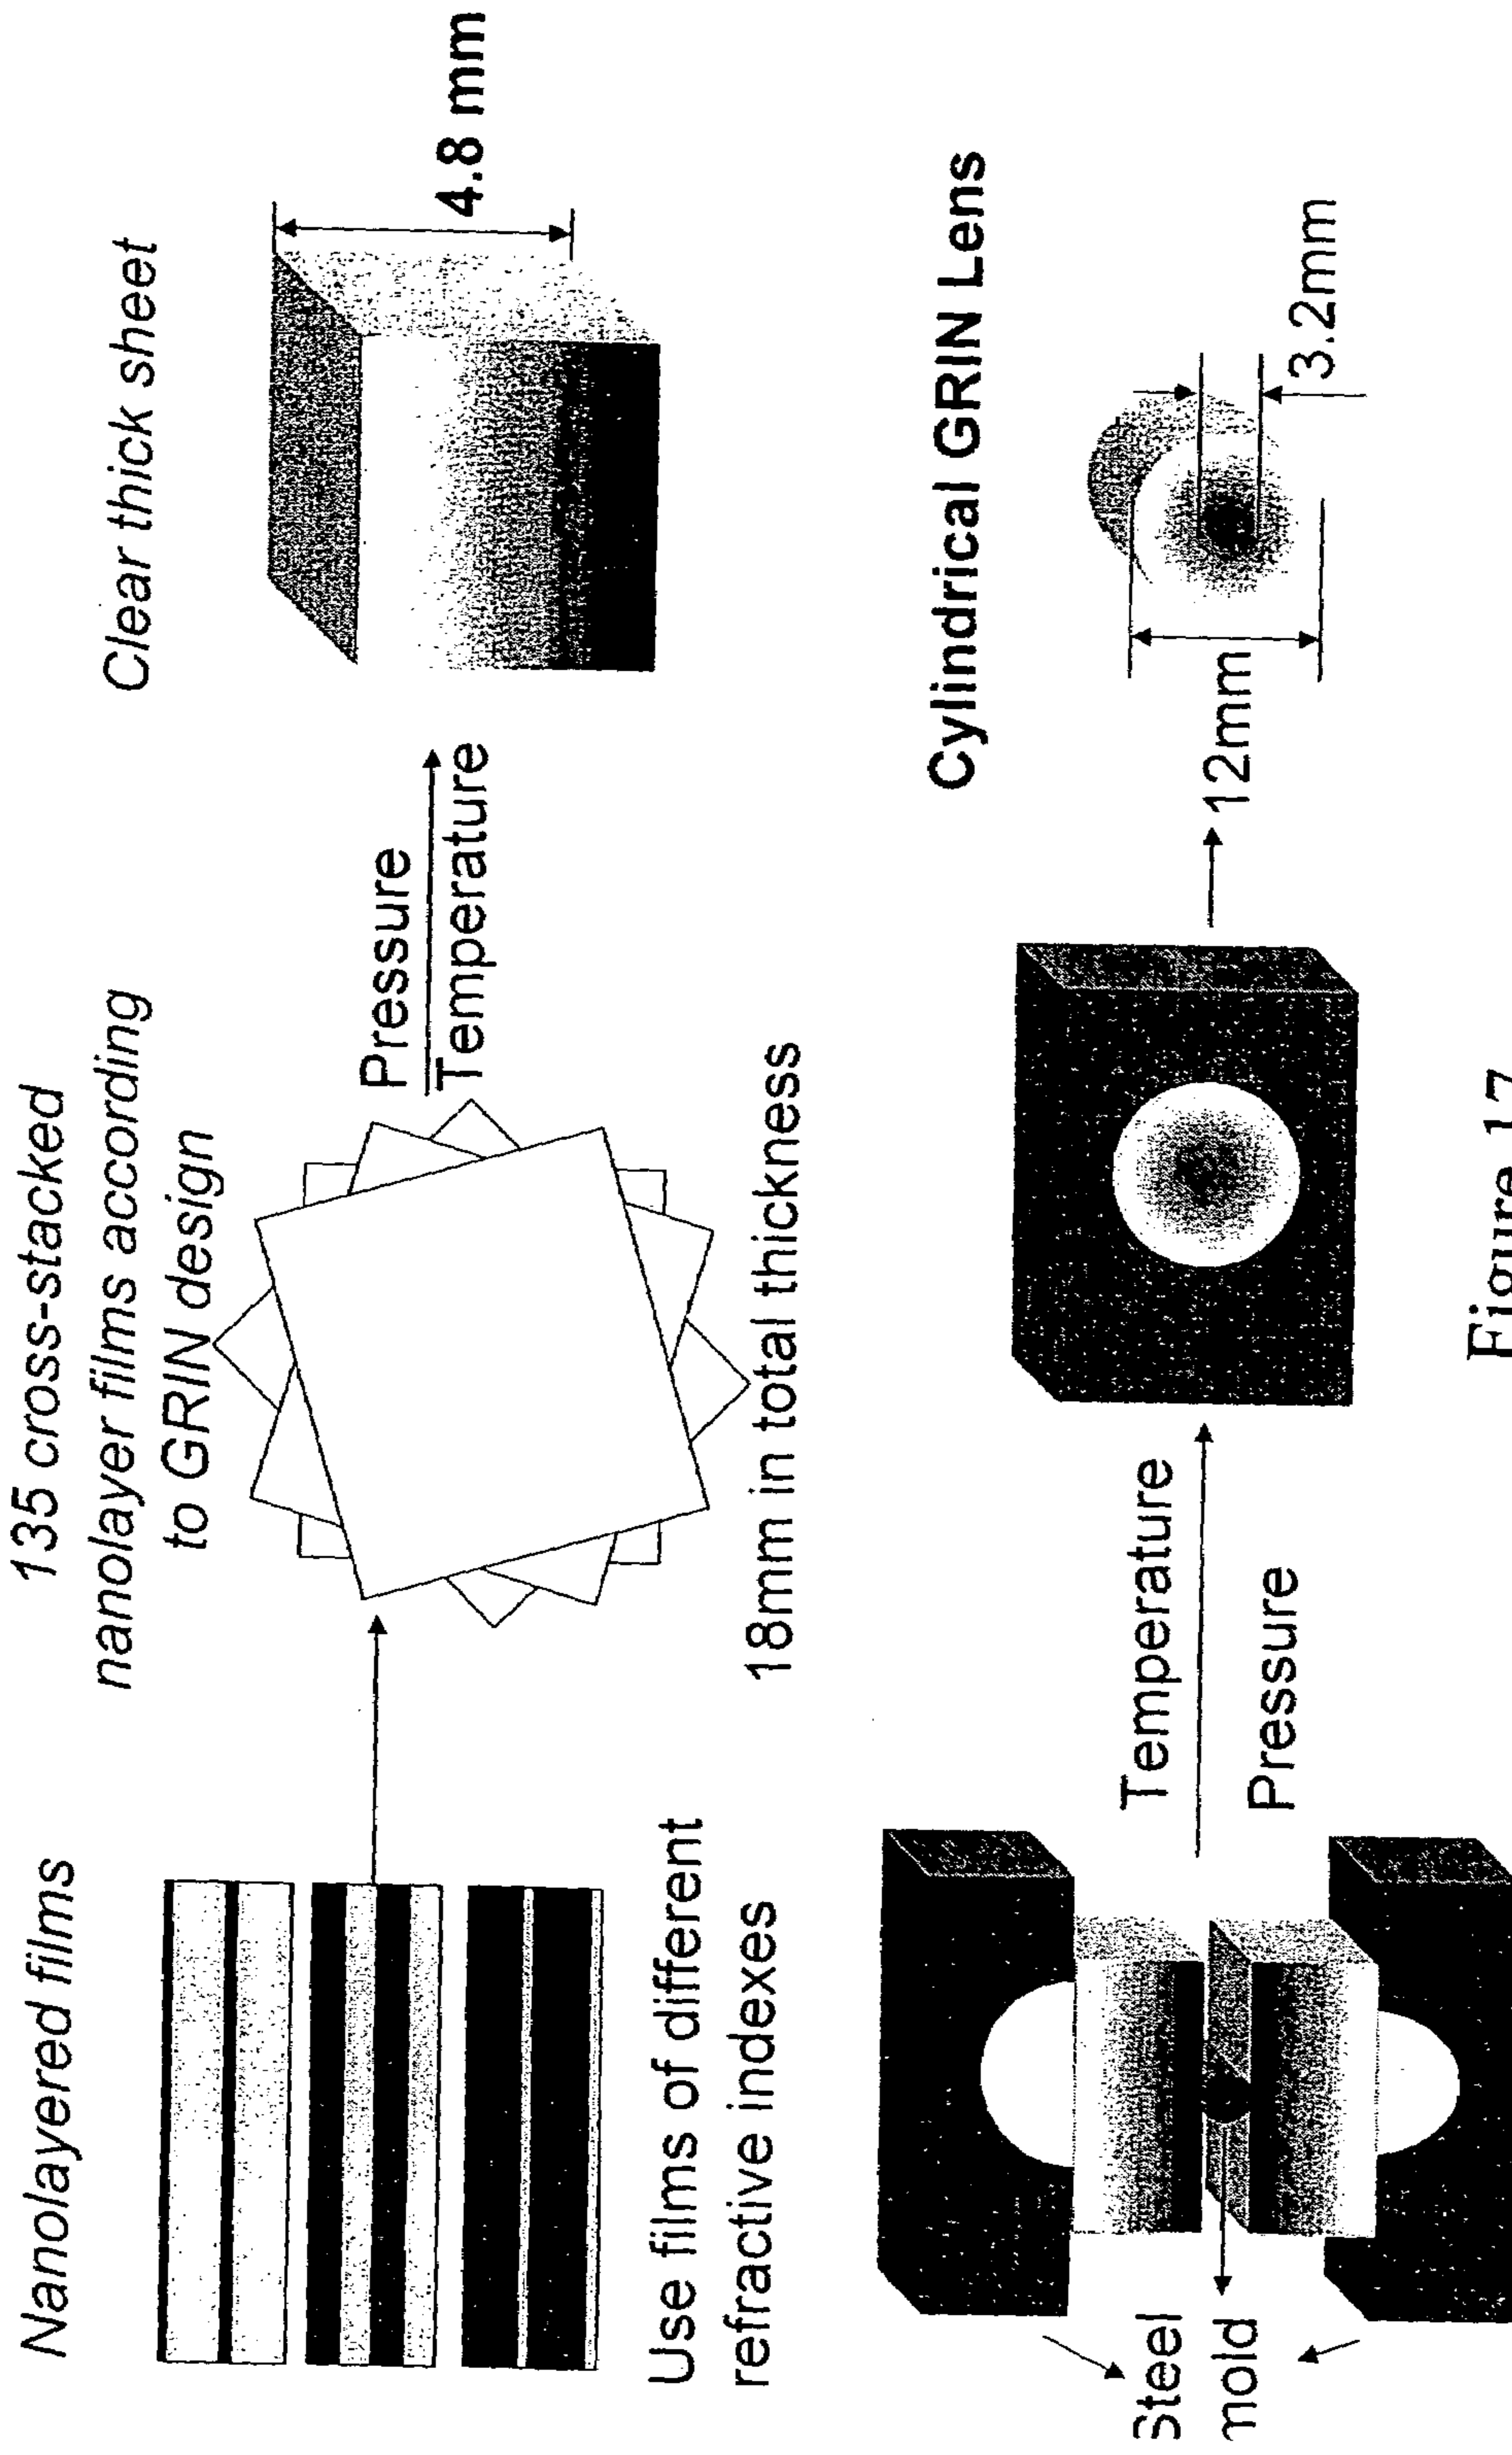 Nanolayered films
Use films of different
refractive indexes
135 cross-stacked
nanolayer films according
to GRIN design
18mm in total thickness
Pressure
Temperature
Clear thick sheet
4.8 mm
Steel
mold
Temperature
Pressure
Cylindrical GRIN Lens
12mm
3.2mm
Figure 17